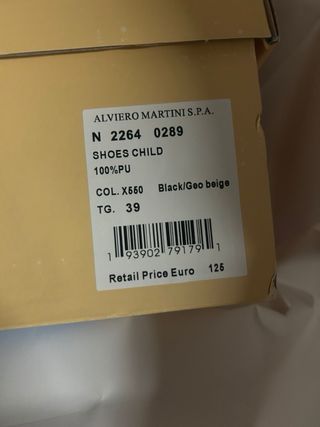 ALVIERO MARTINI S.P.A.
N 2264 0289
SHOES CHILD
100%PU
COL. X550 Black/Geo beige
TG. 39
1 93902 79179 1
Retail Price Euro 125